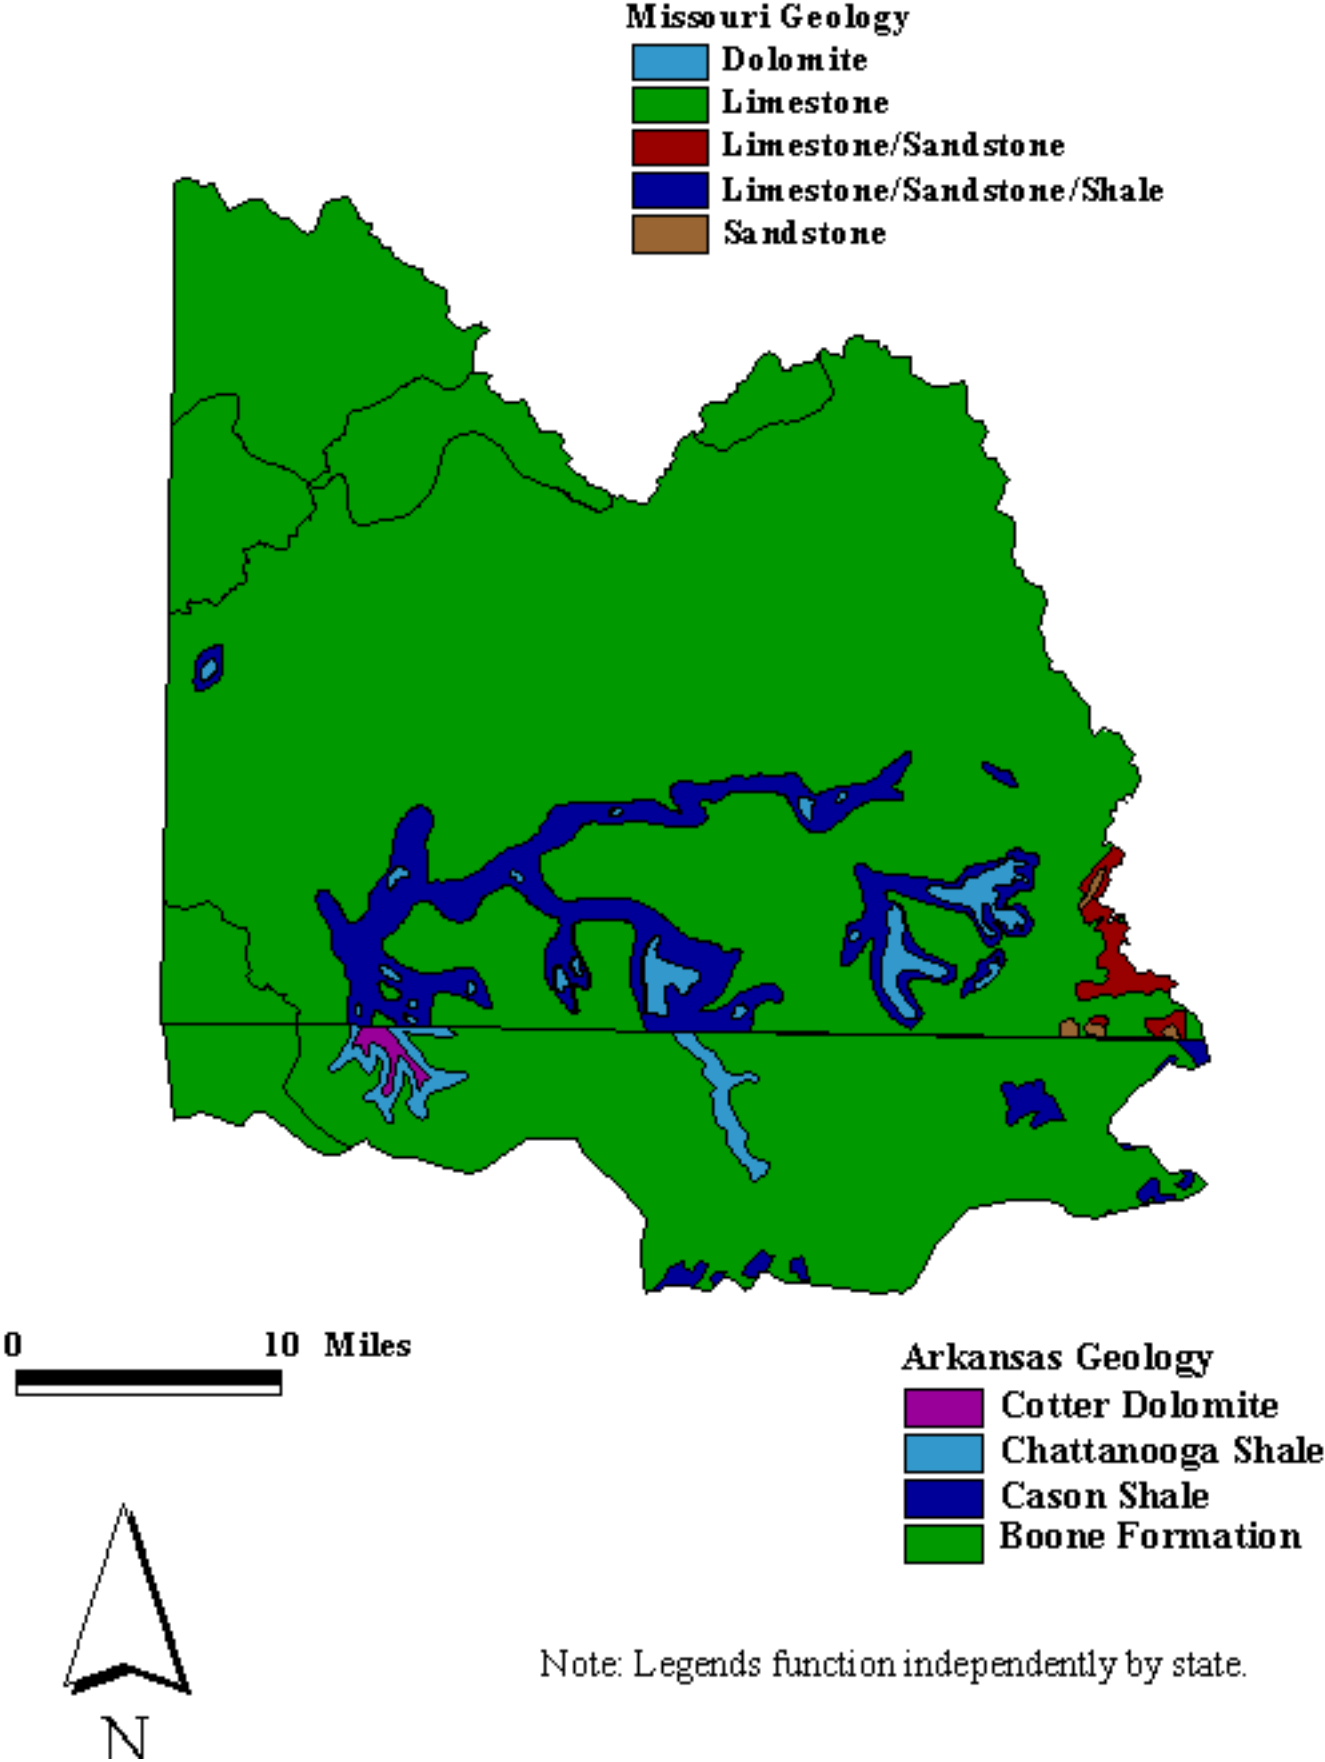 Missouri Geology
Dolomite
Limestone
Limestone/Sandstone
Limestone/Sandstone/Shale
Sandstone
0 10 Miles
Arkansas Geology
Cotter Dolomite
Chattanooga Shale
Cason Shale
Boone Formation
Note: Legends function independently by state.
N